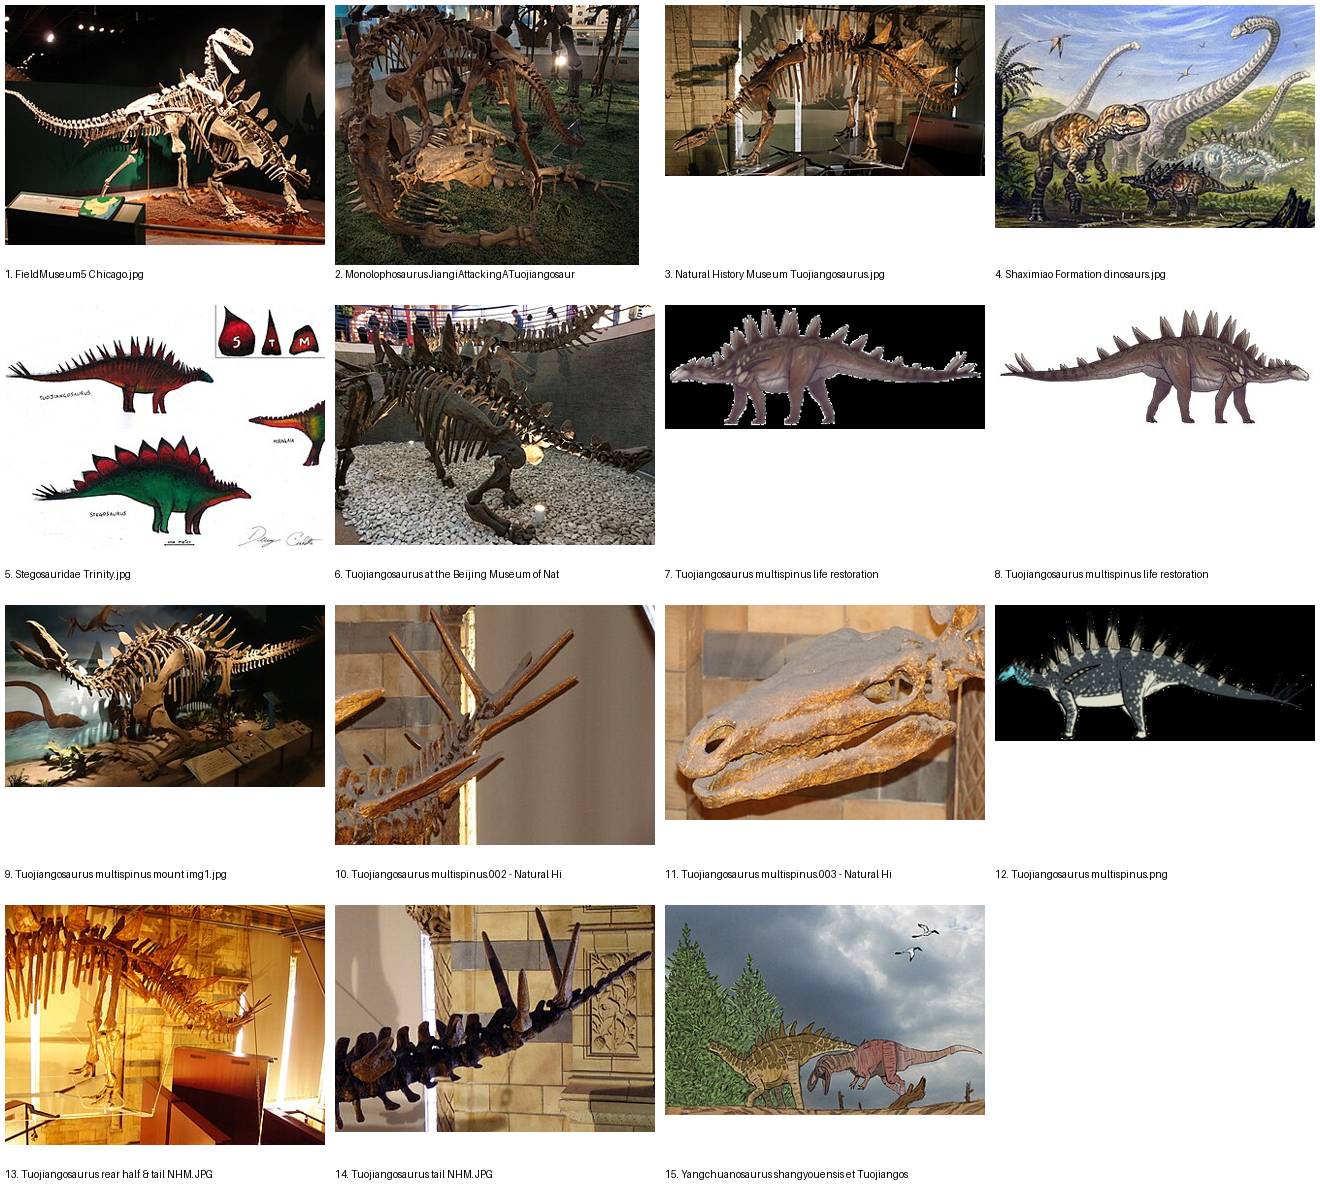 1. FieldMuseum5 Chicago.jpg
2. MonolophosaurusJiangiAttackingATuojiangosaur
3. Natural History Museum Tuojiangosaurus.jpg
4. Shaximiao Formation dinosaurs.jpg
S T M
TUOJIANGOSAURUS
STEGOSAURUS
one meter
5. Stegosauridae Trinity.jpg
6. Tuojiangosaurus at the Beijing Museum of Nat
7. Tuojiangosaurus multispinus life restoration
8. Tuojiangosaurus multispinus life restoration
9. Tuojiangosaurus multispinus mount img1.jpg
10. Tuojiangosaurus multispinus.002 - Natural Hi
11. Tuojiangosaurus multispinus.003 - Natural Hi
12. Tuojiangosaurus multispinus.png
13. Tuojiangosaurus rear half & tail NHM.JPG
14. Tuojiangosaurus tail NHM.JPG
15. Yangchuanosaurus shangyouensis et Tuojiangos